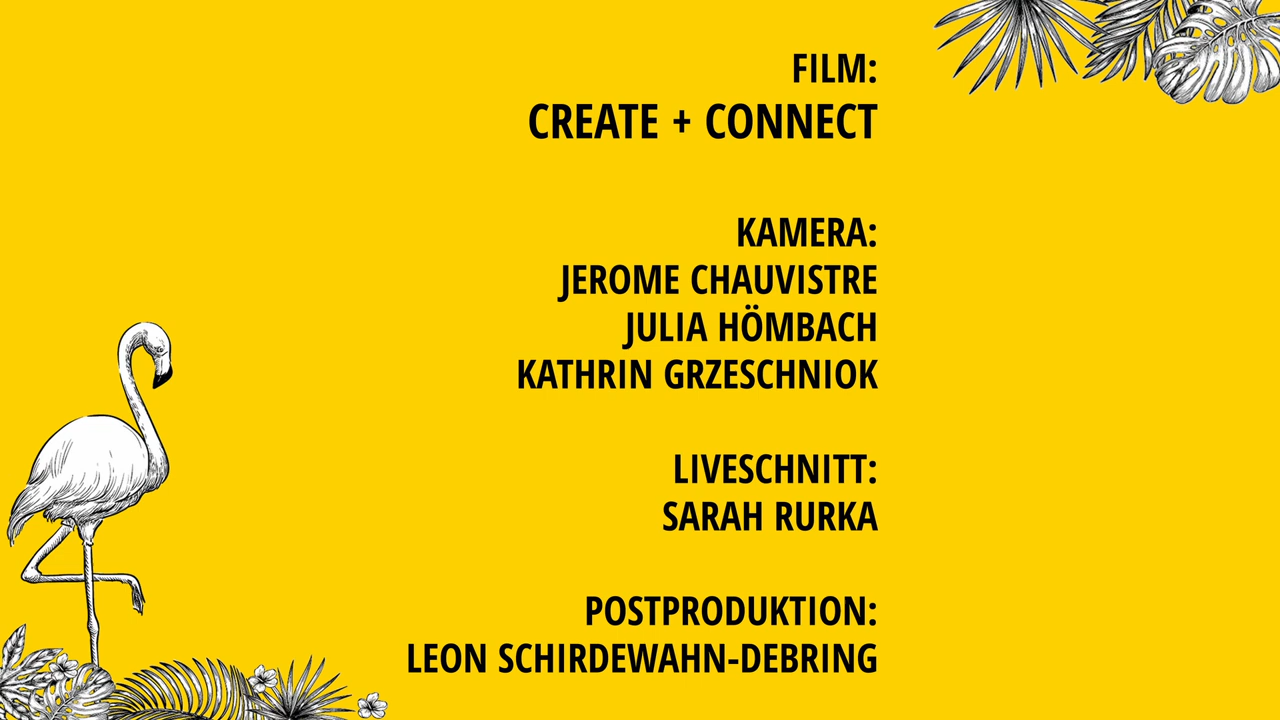 FILM:
CREATE + CONNECT
KAMERA:
JEROME CHAUVISTRE
JULIA HÖMBACH
KATHRIN GRZESCHNIOK
LIVESCHNITT:
SARAH RURKA
POSTPRODUKTION:
LEON SCHIRDEWAHN-DEBRING